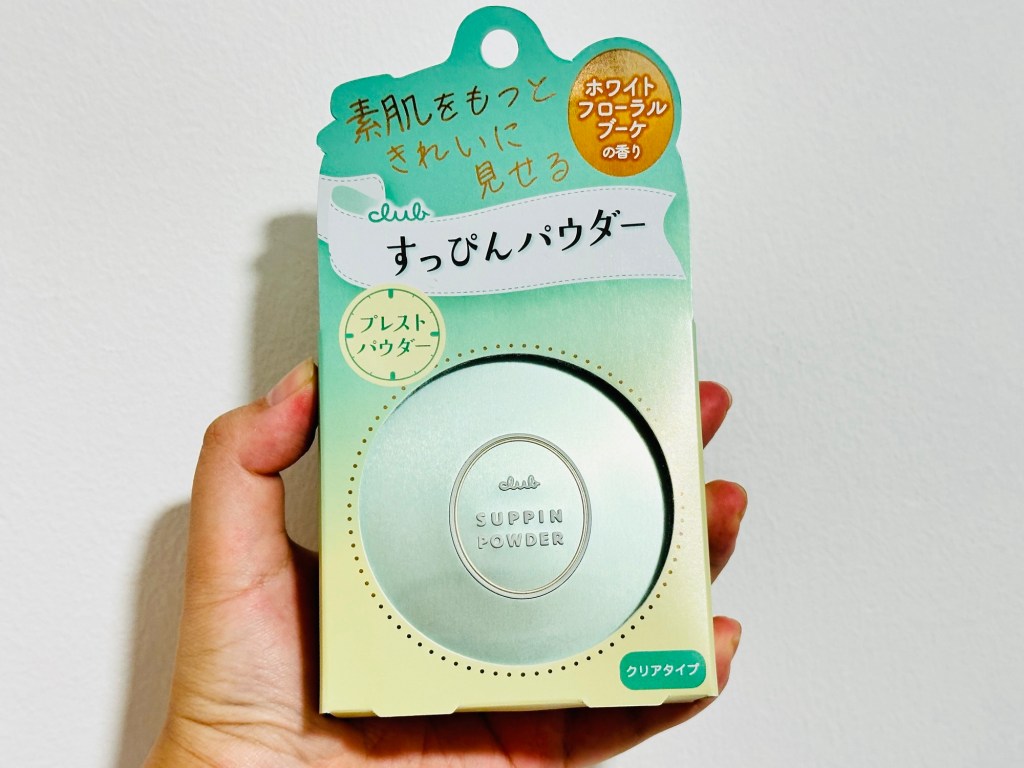 素肌をもっと
きれいに
見せる
ホワイト
フローラル
ブーケ
の香り
club
すっぴんパウダー
プレスト
パウダー
club
SUPPIN
POWDER
クリアタイプ